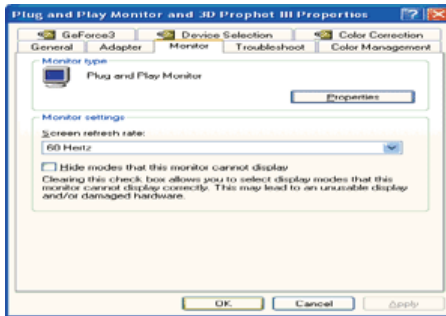 Plug and Play Monitor and 3D Prophet III Properties
GeForce3 Device Selection Color Correction
General Adapter Monitor Troubleshoot Color Management
Monitor type
Plug and Play Monitor
Properties
Monitor settings
Screen refresh rate:
60 Hertz
Hide modes that this monitor cannot display
Clearing this check box allows you to select display modes that this
monitor cannot display correctly. This may lead to an unusable display
and/or damaged hardware.
OK Cancel Apply